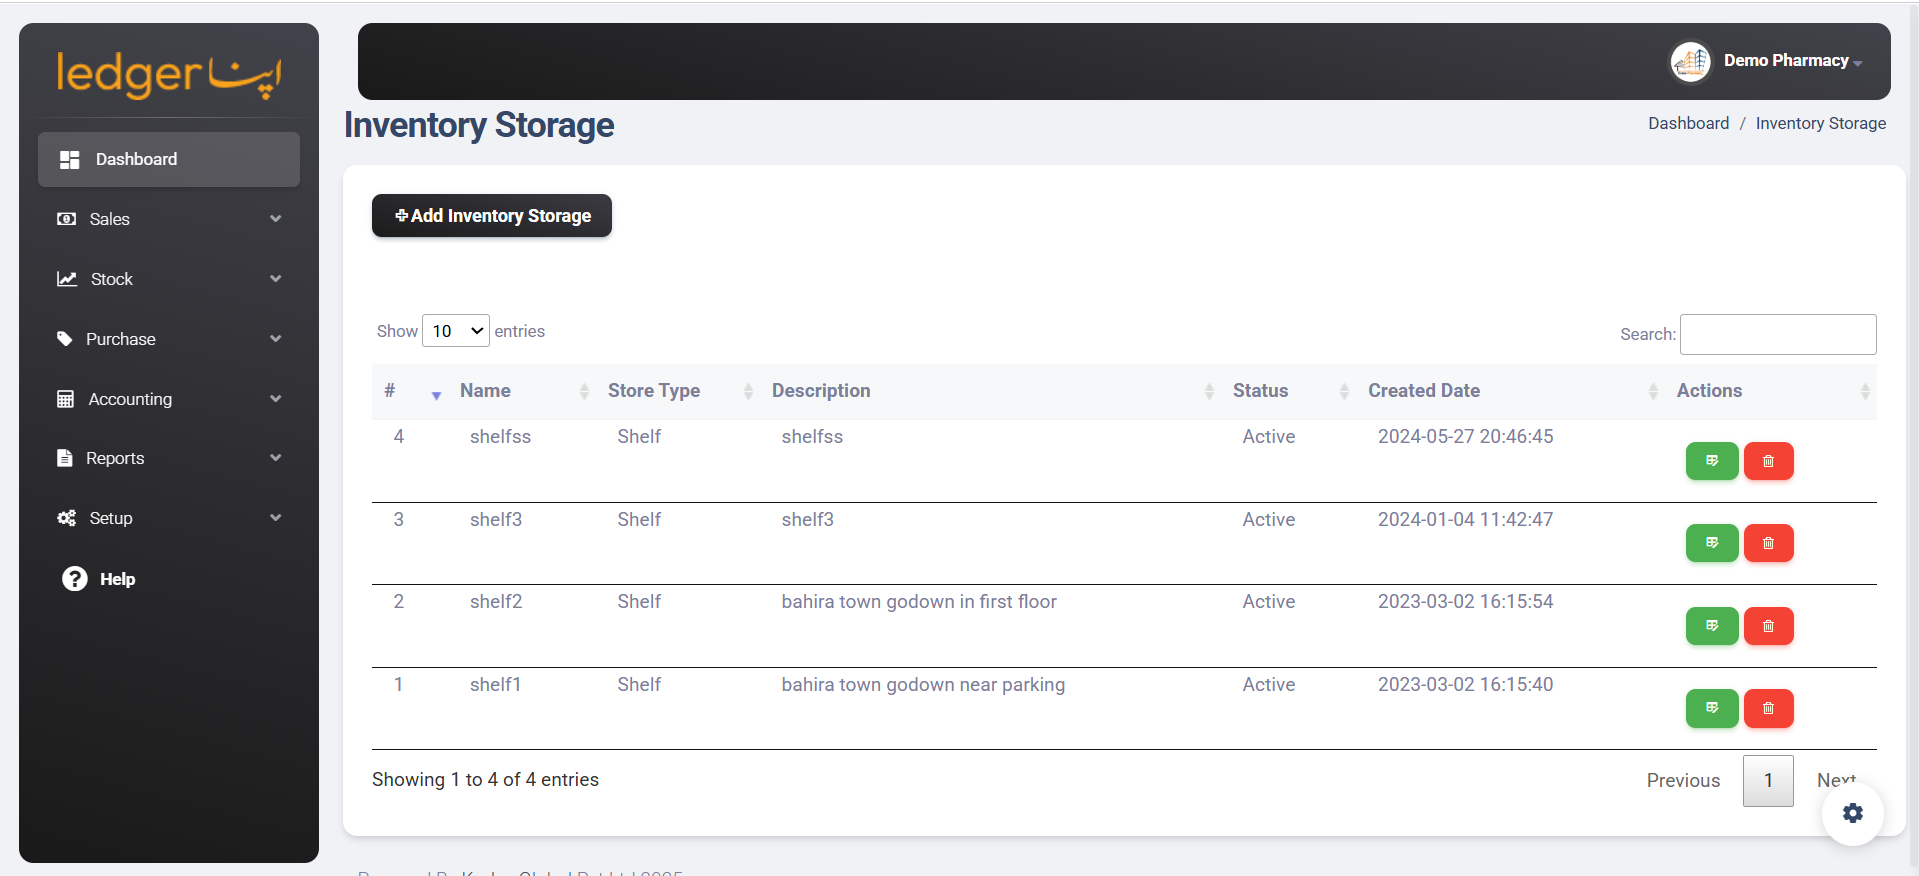 ledger اپنا
Demo Pharmacy
Inventory Storage
Dashboard / Inventory Storage
Dashboard
Sales
Stock
Purchase
Accounting
Reports
Setup
Help
Add Inventory Storage
Show 10 entries
Search:
# Name Store Type Description Status Created Date Actions
4 shelfss Shelf shelfss Active 2024-05-27 20:46:45
3 shelf3 Shelf shelf3 Active 2024-01-04 11:42:47
2 shelf2 Shelf bahira town godown in first floor Active 2023-03-02 16:15:54
1 shelf1 Shelf bahira town godown near parking Active 2023-03-02 16:15:40
Showing 1 to 4 of 4 entries
Previous 1 Next